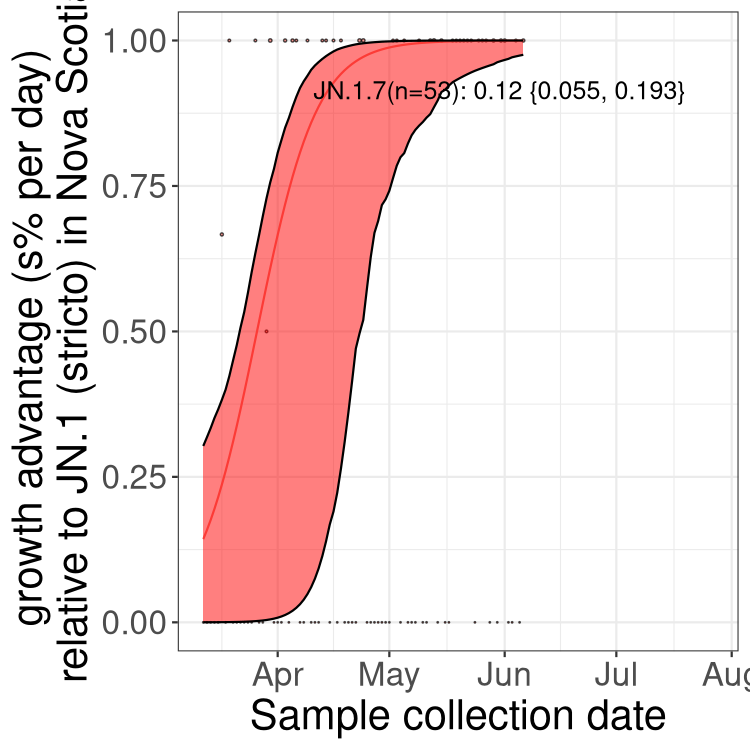 growth advantage (s% per day)
relative to JN.1 (stricto) in Nova Scotia
1.00
0.75
0.50
0.25
0.00
JN.1.7(n=53): 0.12 {0.055, 0.193}
Apr May Jun Jul Aug
Sample collection date